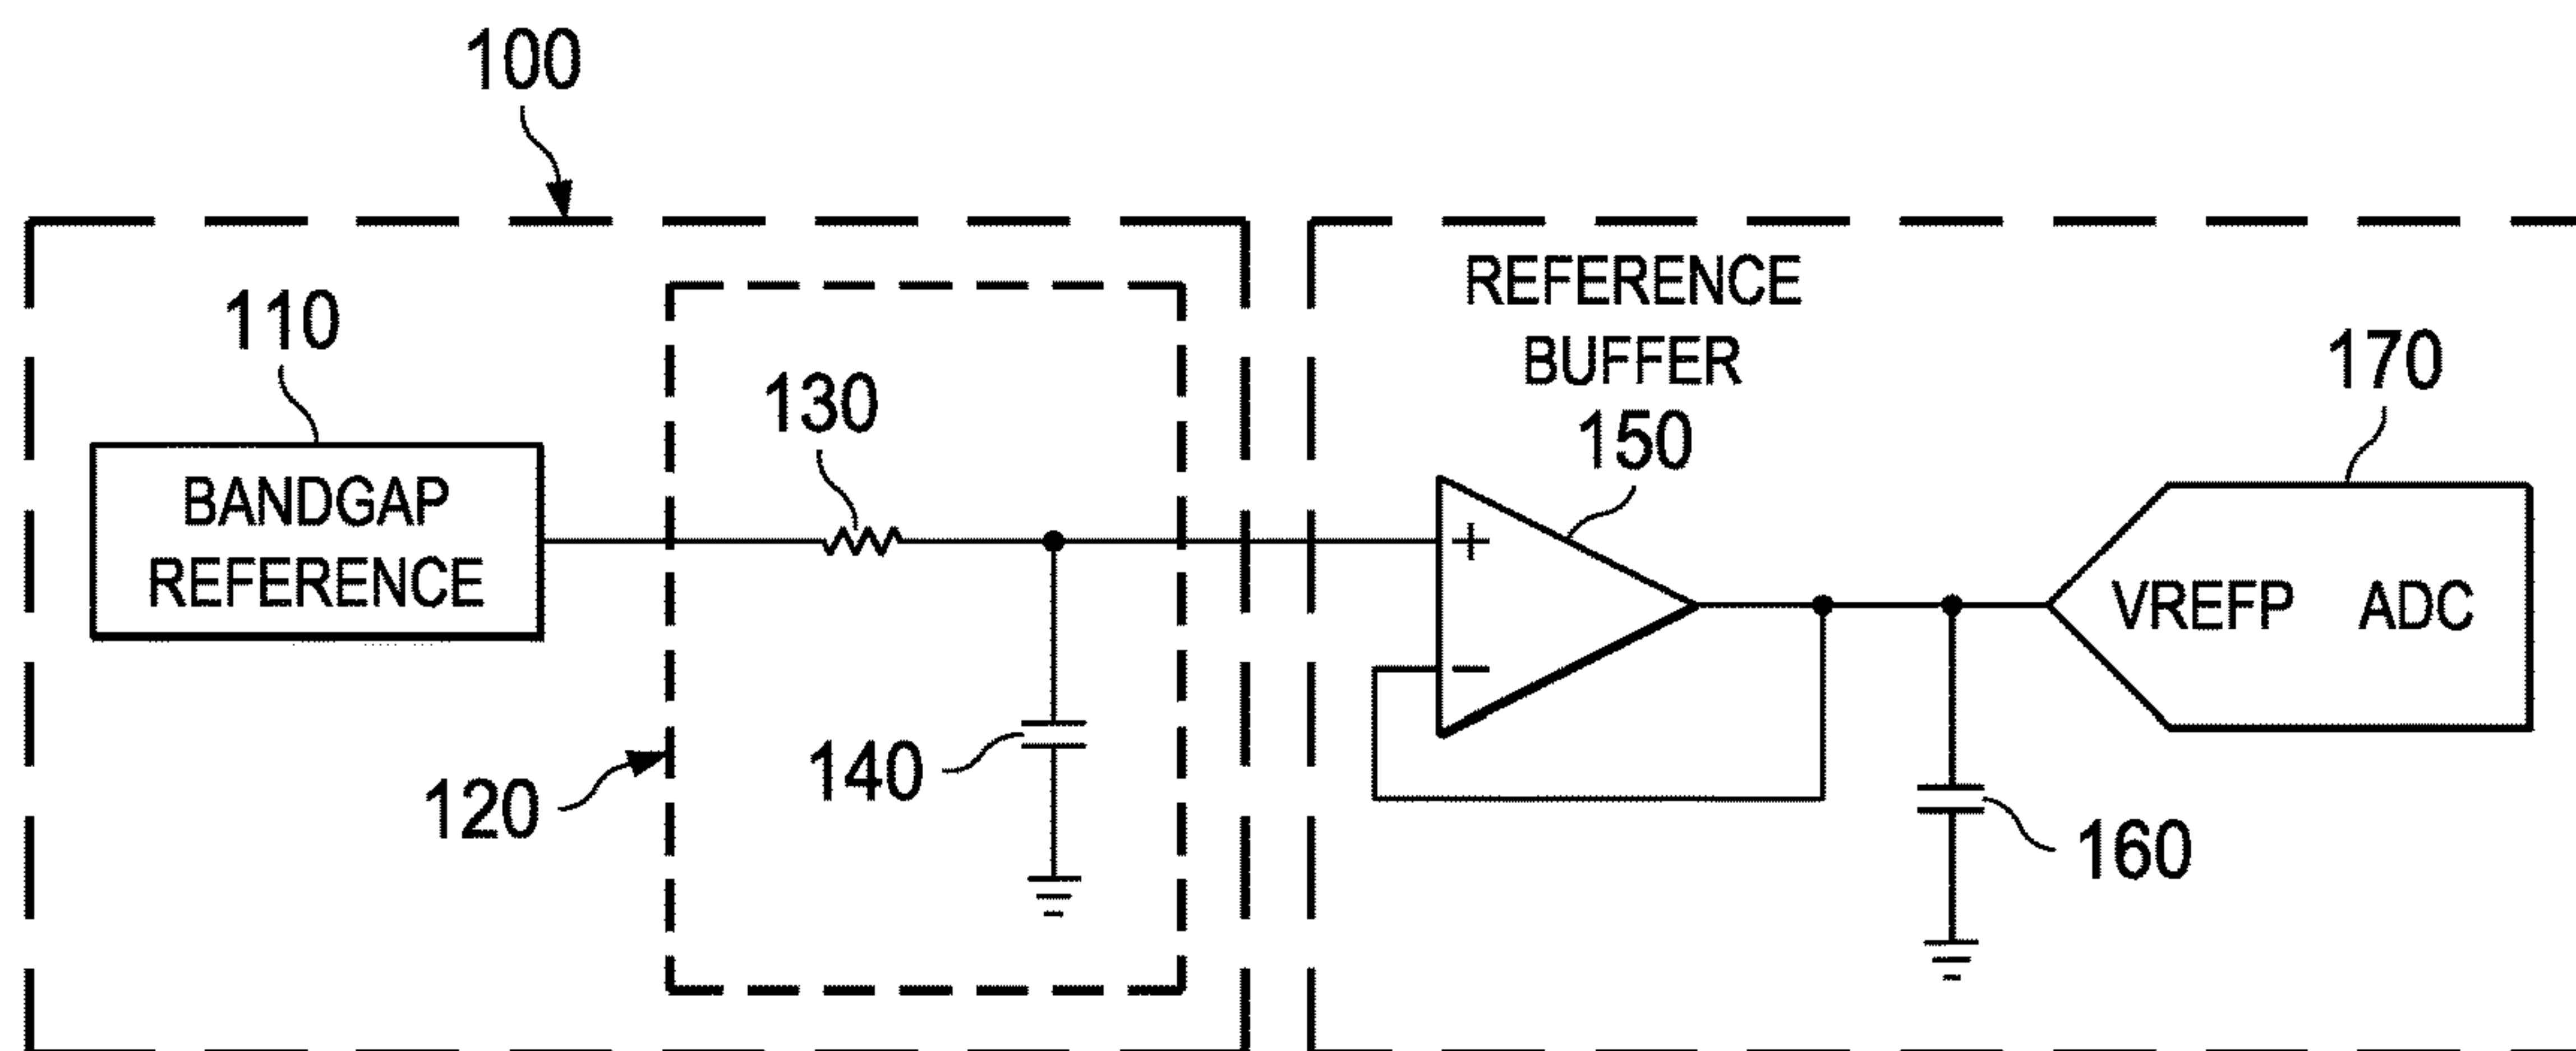 100
110
BANDGAP
REFERENCE
120
130
140
REFERENCE
BUFFER
150
+
−
160
170
VREFP ADC